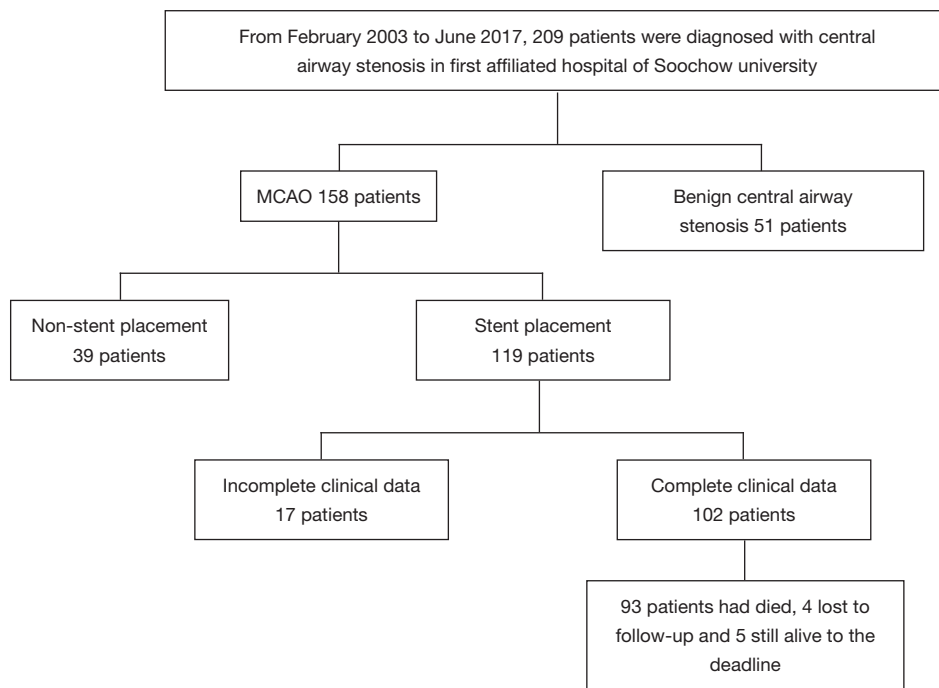 From February 2003 to June 2017, 209 patients were diagnosed with central
airway stenosis in first affiliated hospital of Soochow university
MCAO 158 patients
Benign central airway
stenosis 51 patients
Non-stent placement
39 patients
Stent placement
119 patients
Incomplete clinical data
17 patients
Complete clinical data
102 patients
93 patients had died, 4 lost to
follow-up and 5 still alive to the
deadline